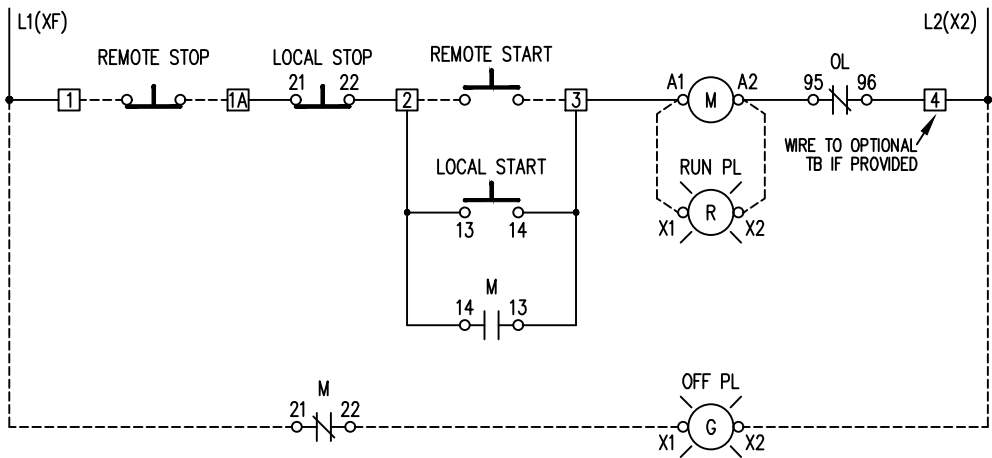 L1(XF)
L2(X2)
REMOTE STOP
LOCAL STOP
REMOTE START
OL
21 22
A1 M A2
95 96
1
1A
2
3
4
WIRE TO OPTIONAL
TB IF PROVIDED
LOCAL START
13 14
RUN PL
R
X1 X2
M
14 13
OFF PL
M
21 22
G
X1 X2